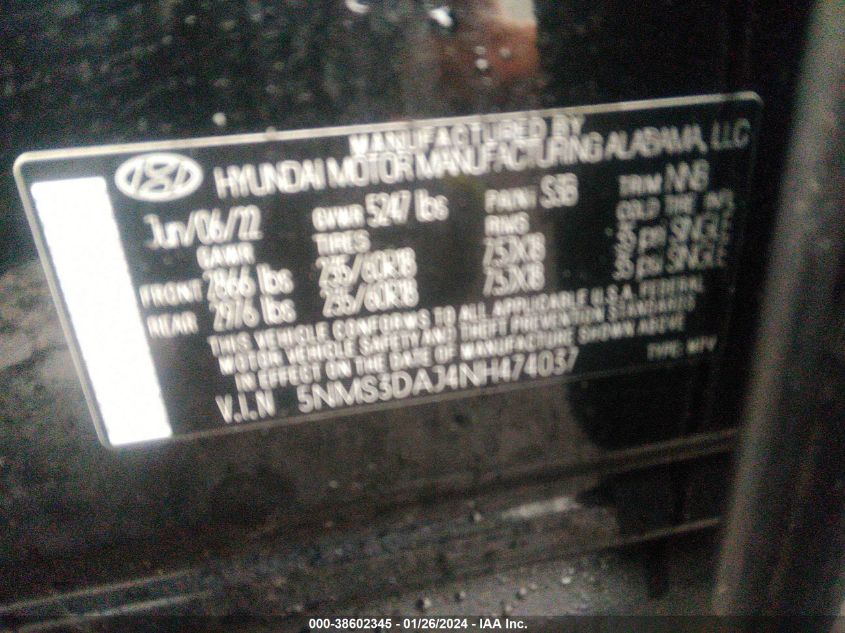 MANUFACTURED BY
HYUNDAI MOTOR MANUFACTURING ALABAMA, LLC
Jun/06/22 GVWR 5247 lbs PAINT S3B TRIM NNB
GAWR TIRES RIMS COLD TIRE INFL
FRONT 2866 lbs 235/60R18 7.5JX18 35 psi SINGLE
REAR 2976 lbs 235/60R18 7.5JX18 35 psi SINGLE
THIS VEHICLE CONFORMS TO ALL APPLICABLE U.S.A. FEDERAL
MOTOR VEHICLE SAFETY AND THEFT PREVENTION STANDARDS
IN EFFECT ON THE DATE OF MANUFACTURE SHOWN ABOVE
V.I.N 5NMS3DAJ4NH474037 TYPE: MPV
000-38602345 - 01/26/2024 - IAA Inc.